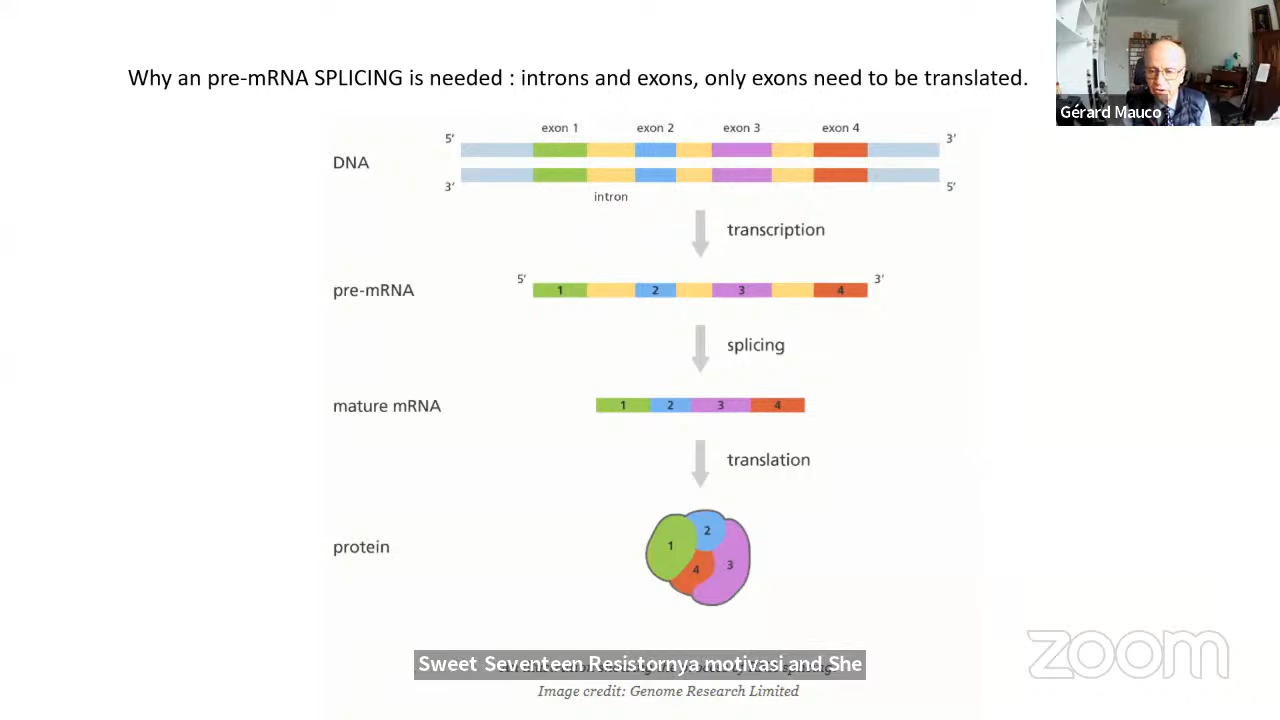 Why an pre-mRNA SPLICING is needed : introns and exons, only exons need to be translated.
Gérard Mauco
exon 1 exon 2 exon 3 exon 4
5’ 3’
DNA
3’ 5’
intron
transcription
5’ 3’
pre-mRNA 1 2 3 4
splicing
mature mRNA 1 2 3 4
translation
protein 1 2 3 4
Sweet Seventeen Resistornya motivasi and She
Image credit: Genome Research Limited
zoom